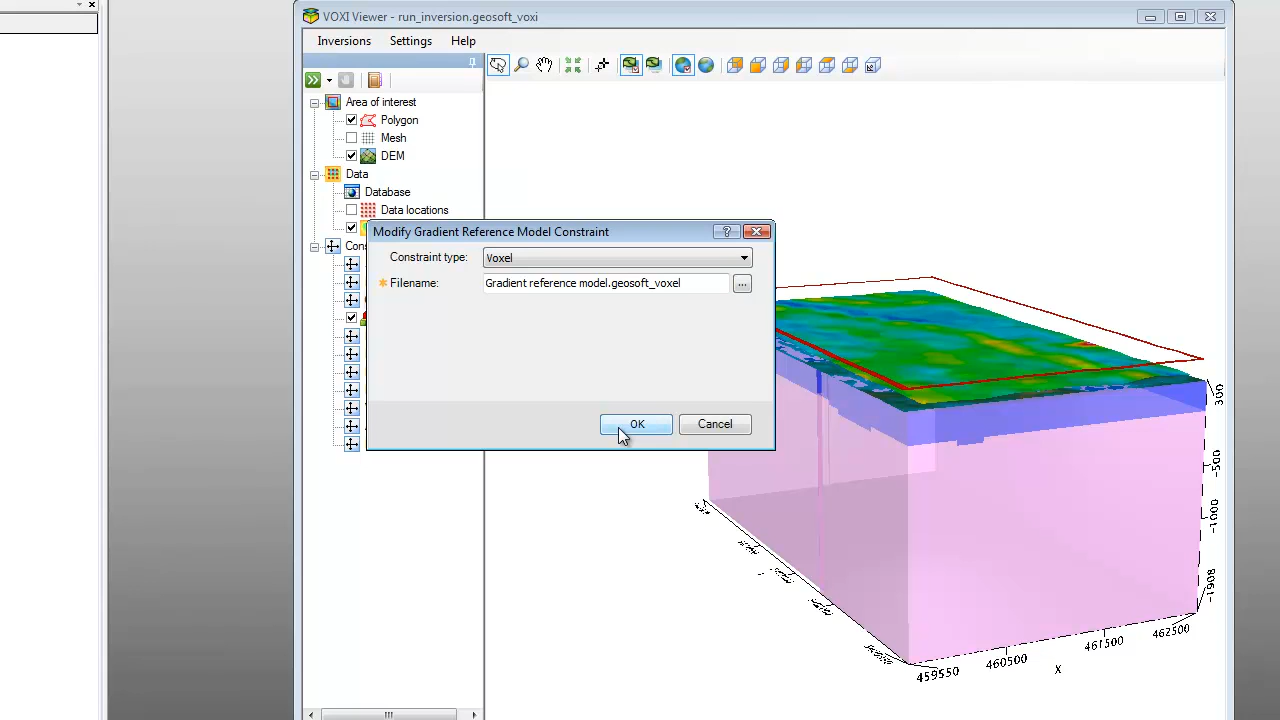 VOXI Viewer - run_inversion.geosoft_voxi
Inversions Settings Help
Area of interest
Polygon
Mesh
DEM
Data
Database
Data locations
Modify Gradient Reference Model Constraint
Constraint type: Voxel
Filename: Gradient reference model.geosoft_voxel
...
OK Cancel
300
-500
-1000
-1908
459550 460500 461500 462500
X